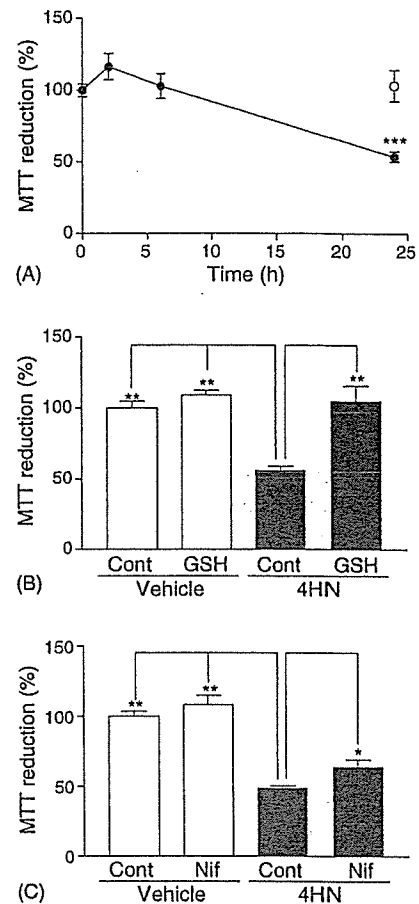 MTT reduction (%)
150
100
50
0
***
0 5 10 15 20 25
(A) Time (h)
MTT reduction (%)
150
100
50
0
** ** **
Cont GSH Cont GSH
(B) Vehicle 4HN
MTT reduction (%)
150
100
50
0
** ** *
Cont Nif Cont Nif
(C) Vehicle 4HN